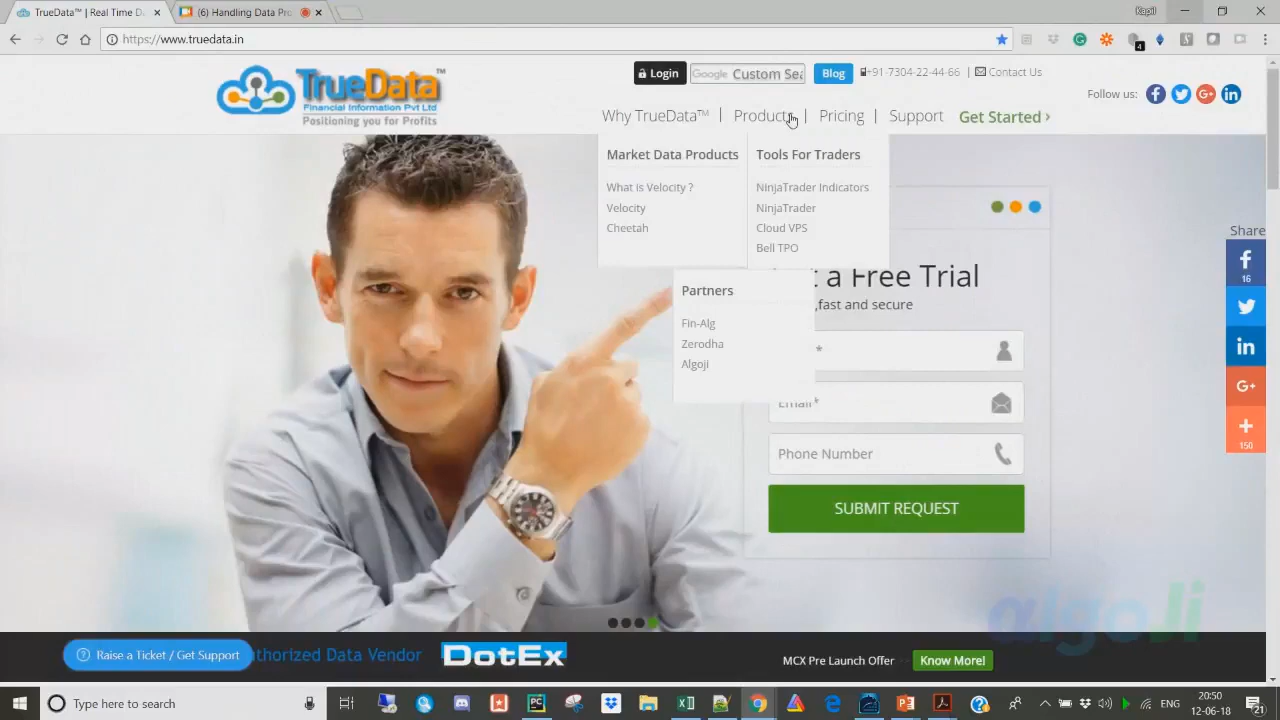 TrueData™ | Real Time D
(6) Handling Data Pr
https://www.truedata.in
4
TrueData™
Financial Information Pvt Ltd
Positioning you for Profits
Login
Google Custom Sea
Blog
+91-7304-22-44-66
Contact Us
Follow us:
Why TrueData™ | Products | Pricing | Support Get Started ›
Market Data Products
What is Velocity ?
Velocity
Cheetah
Tools For Traders
NinjaTrader Indicators
NinjaTrader
Cloud VPS
Bell TPO
Partners
Fin-Alg
Zerodha
Algoji
t a Free Trial
,fast and secure
*
Email*
Phone Number
SUBMIT REQUEST
Share
16
150
algoJi
Raise a Ticket / Get Support
uthorized Data Vendor
DotEx
MCX Pre Launch Offer >>
Know More!
Type here to search
ENG
20:50
12-06-18
21